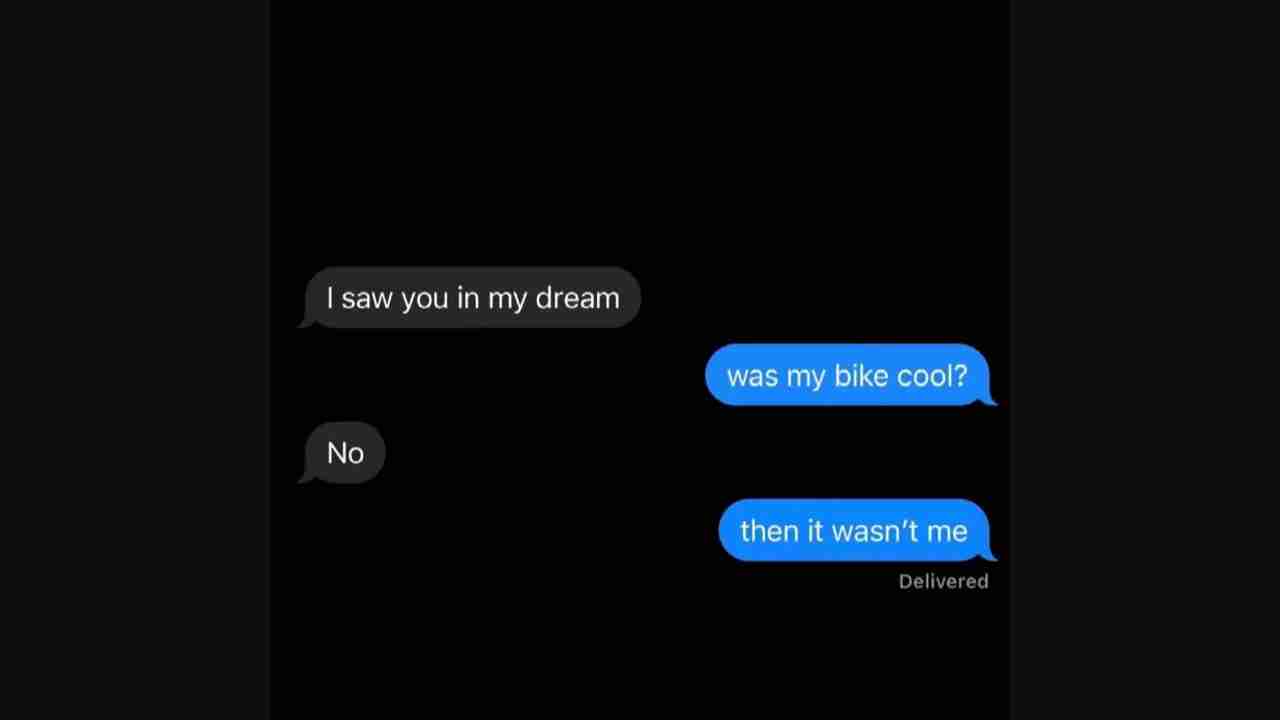 I saw you in my dream
was my bike cool?
No
then it wasn’t me
Delivered